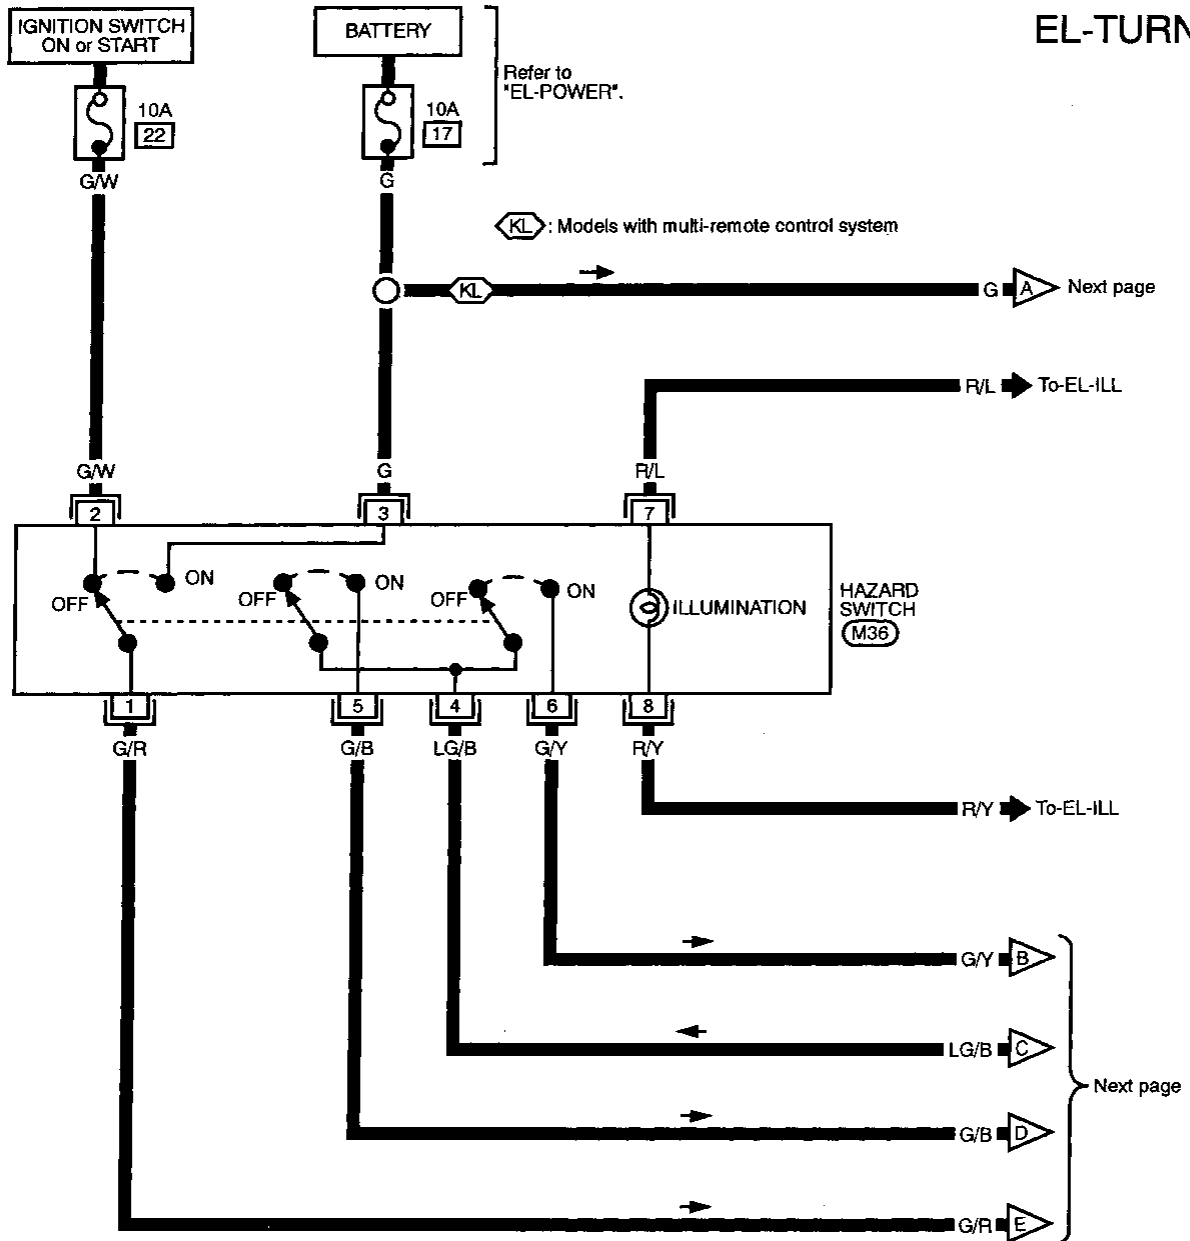 IGNITION SWITCH
ON or START
BATTERY
EL-TURN
Refer to
"EL-POWER".
10A
22
10A
17
G/W
G
KL : Models with multi-remote control system
KL
G
A
Next page
R/L
To-EL-ILL
G/W
G
R/L
2
3
7
OFF
ON
OFF
ON
OFF
ON
ILLUMINATION
HAZARD
SWITCH
M36
1
5
4
6
8
G/R
G/B
LG/B
G/Y
R/Y
R/Y
To-EL-ILL
G/Y
B
LG/B
C
Next page
G/B
D
G/R
E